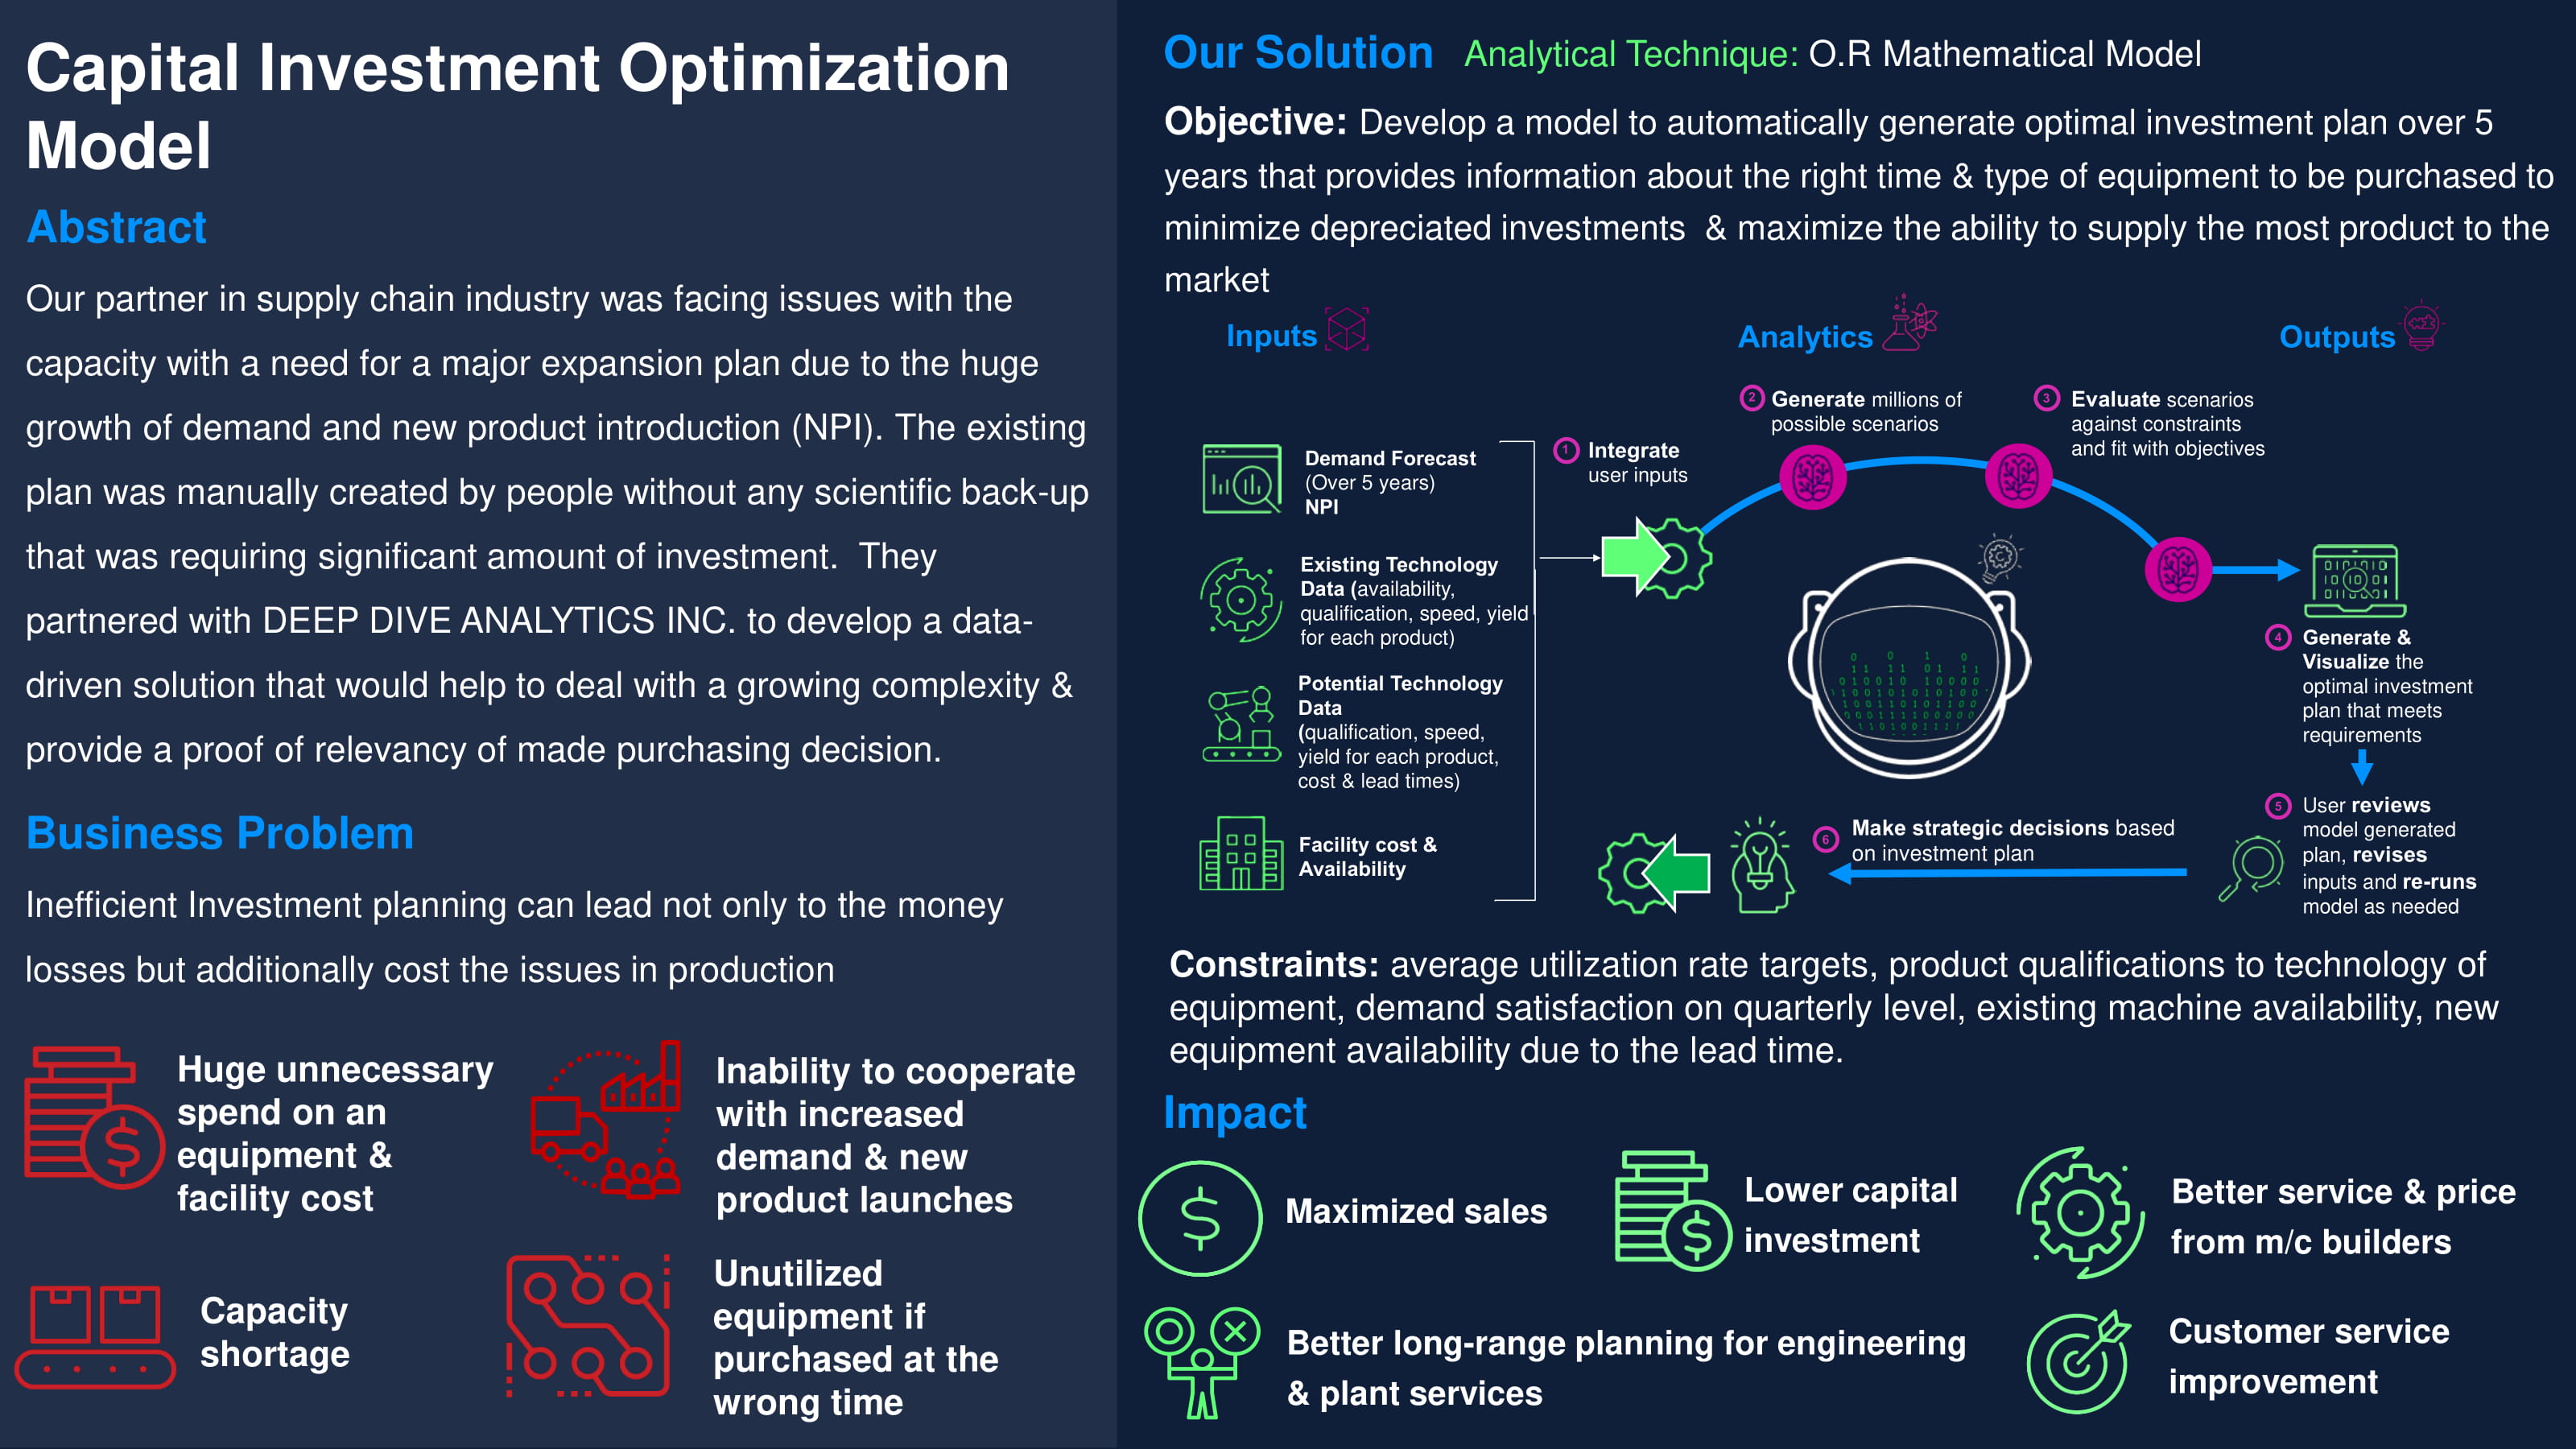 Capital Investment Optimization
Model
Abstract
Our partner in supply chain industry was facing issues with the
capacity with a need for a major expansion plan due to the huge
growth of demand and new product introduction (NPI). The existing
plan was manually created by people without any scientific back-up
that was requiring significant amount of investment. They
partnered with DEEP DIVE ANALYTICS INC. to develop a data-
driven solution that would help to deal with a growing complexity &
provide a proof of relevancy of made purchasing decision.
Business Problem
Inefficient Investment planning can lead not only to the money
losses but additionally cost the issues in production
Huge unnecessary
spend on an
equipment &
facility cost
Inability to cooperate
with increased
demand & new
product launches
Capacity
shortage
Unutilized
equipment if
purchased at the
wrong time
Our Solution Analytical Technique: O.R Mathematical Model
Objective: Develop a model to automatically generate optimal investment plan over 5
years that provides information about the right time & type of equipment to be purchased to
minimize depreciated investments & maximize the ability to supply the most product to the
market
Inputs
Analytics
Outputs
Demand Forecast
(Over 5 years)
NPI
Existing Technology
Data (availability,
qualification, speed, yield
for each product)
Potential Technology
Data
(qualification, speed,
yield for each product,
cost & lead times)
Facility cost &
Availability
1 Integrate
user inputs
2 Generate millions of
possible scenarios
3 Evaluate scenarios
against constraints
and fit with objectives
4 Generate &
Visualize the
optimal investment
plan that meets
requirements
5 User reviews
model generated
plan, revises
inputs and re-runs
model as needed
6 Make strategic decisions based
on investment plan
Constraints: average utilization rate targets, product qualifications to technology of
equipment, demand satisfaction on quarterly level, existing machine availability, new
equipment availability due to the lead time.
Impact
Maximized sales
Lower capital
investment
Better service & price
from m/c builders
Better long-range planning for engineering
& plant services
Customer service
improvement